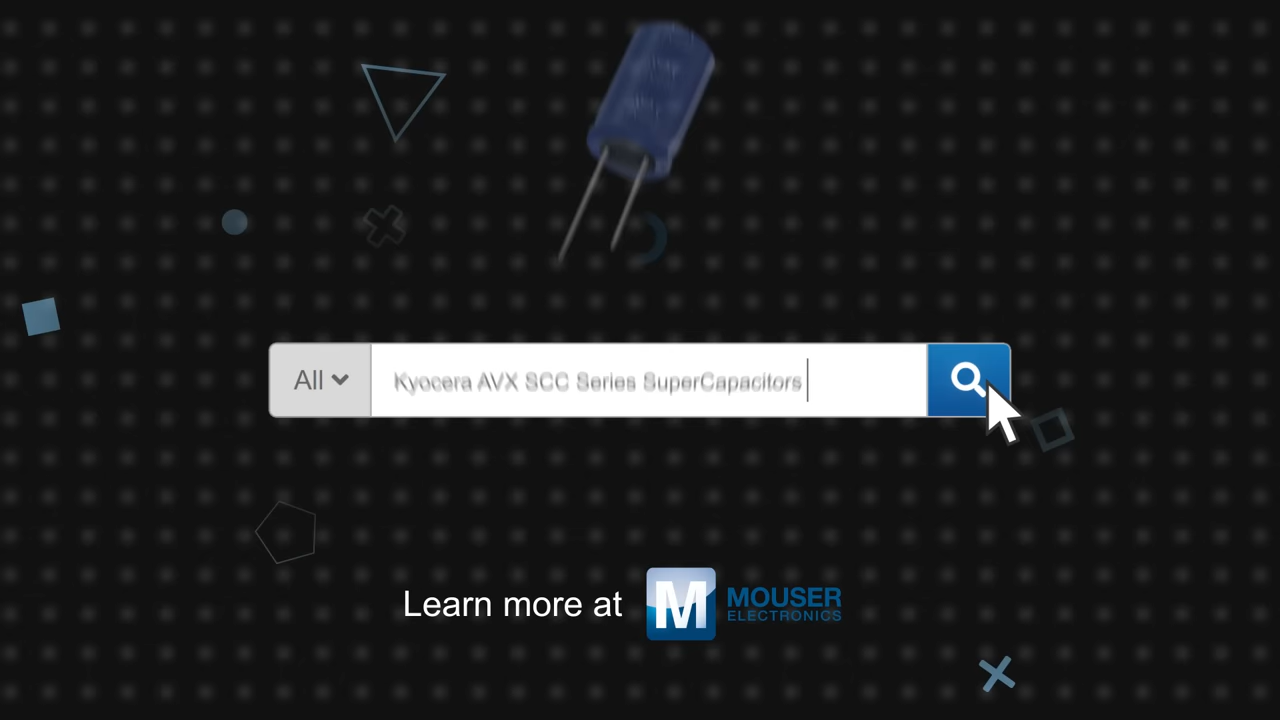 All
Kyocera AVX SCC Series SuperCapacitors
Learn more at
M
MOUSER
ELECTRONICS